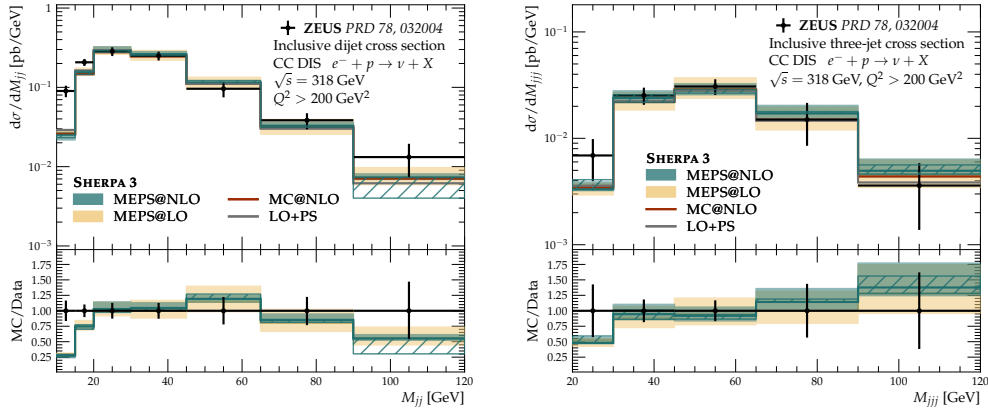 ZEUS PRD 78, 032004
Inclusive dijet cross section
CC DIS e⁻ + p → ν + X
√s = 318 GeV
Q² > 200 GeV²
SHERPA 3
MEPS@NLO
MEPS@LO
MC@NLO
LO+PS
dσ/dM_jj [pb/GeV]
1
10⁻¹
10⁻²
10⁻³
MC/Data
1.75
1.50
1.25
1.00
0.75
0.50
0.25
20 40 60 80 100 120
M_jj [GeV]
ZEUS PRD 78, 032004
Inclusive three-jet cross section
CC DIS e⁻ + p → ν + X
√s = 318 GeV, Q² > 200 GeV²
SHERPA 3
MEPS@NLO
MEPS@LO
MC@NLO
LO+PS
dσ/dM_jjj [pb/GeV]
10⁻¹
10⁻²
10⁻³
MC/Data
1.75
1.50
1.25
1.00
0.75
0.50
0.25
20 30 40 50 60 70 80 90 100 110 120
M_jjj [GeV]